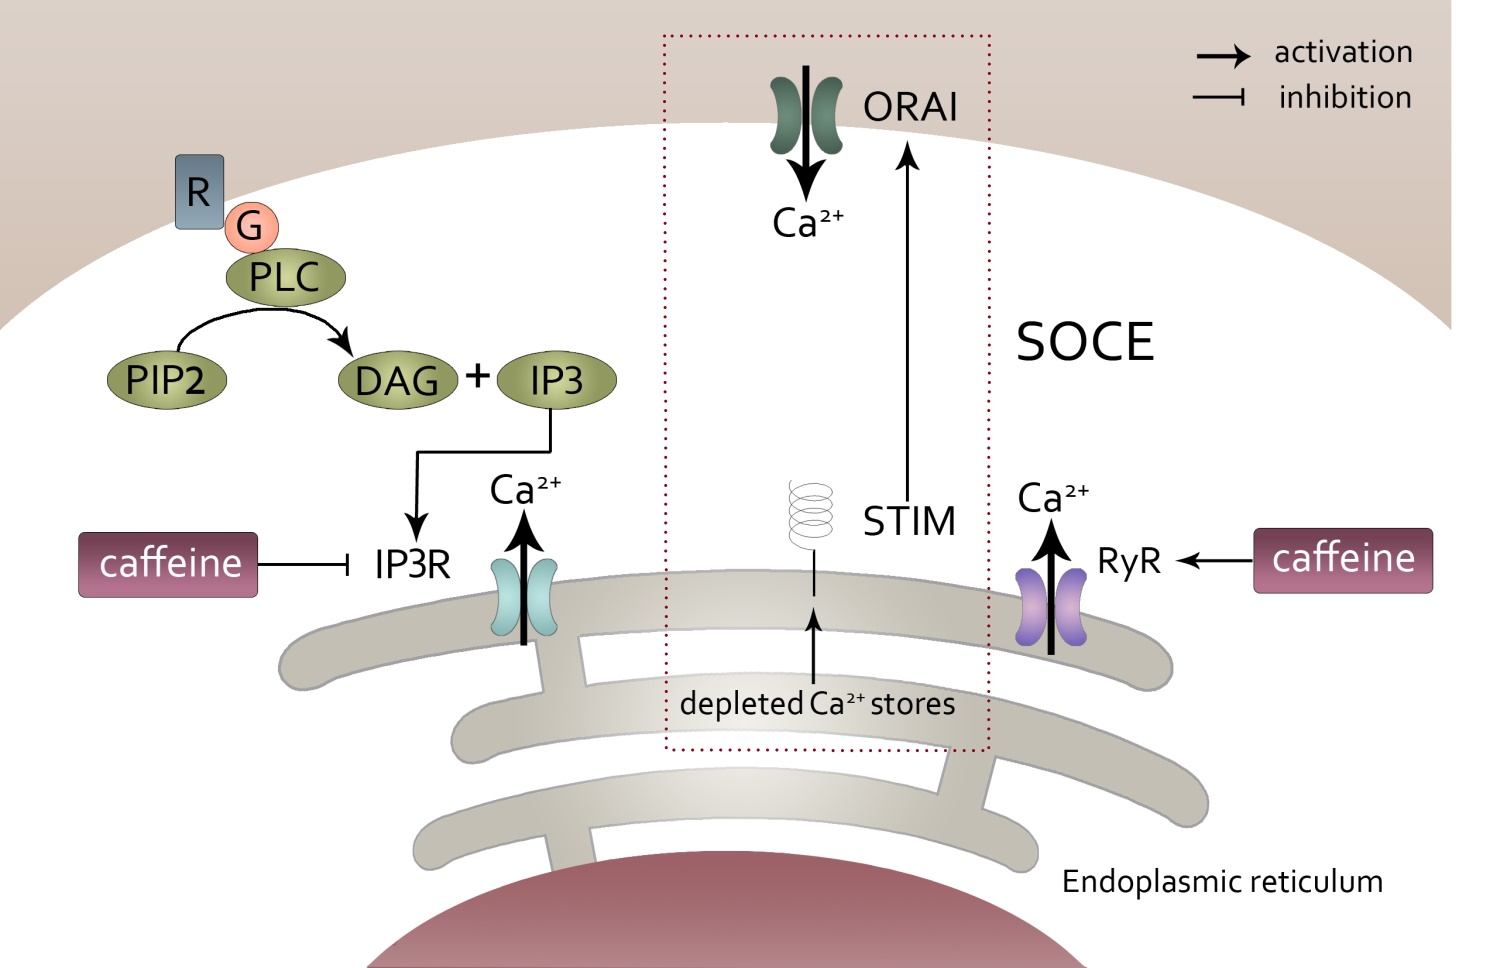 activation
inhibition
ORAI
Ca²⁺
R
G
PLC
PIP2
DAG + IP3
SOCE
Ca²⁺
Ca²⁺
caffeine
IP3R
STIM
RyR
caffeine
depleted Ca²⁺ stores
Endoplasmic reticulum